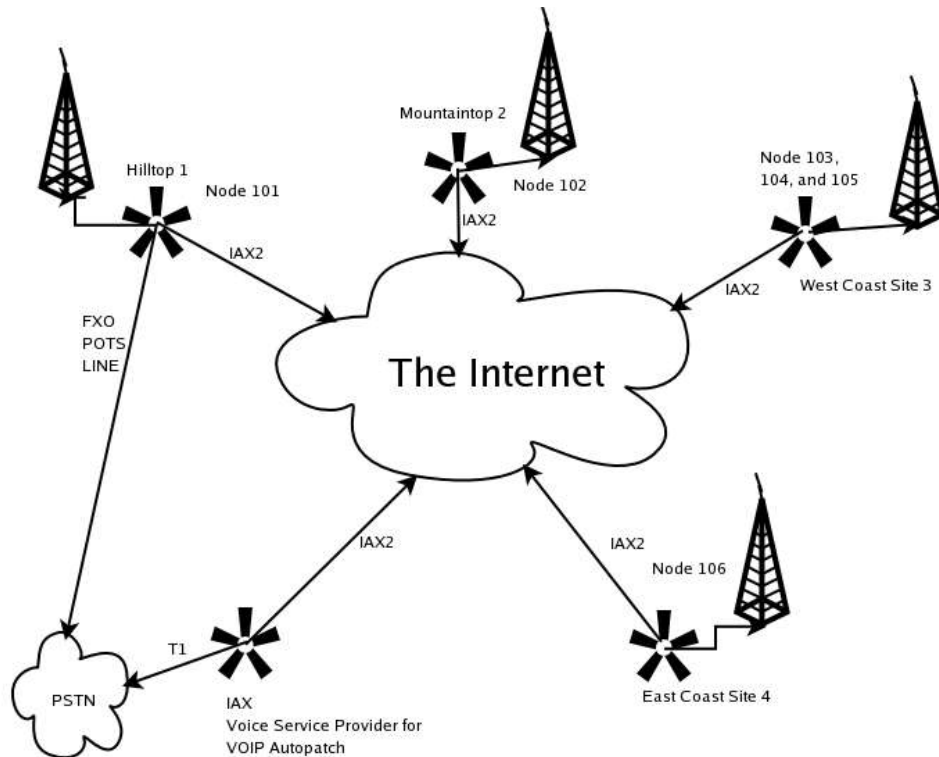 Mountaintop 2
Hilltop 1
Node 101
Node 102
Node 103,
104, and 105
IAX2
IAX2
IAX2
West Coast Site 3
FXO
POTS
LINE
The Internet
IAX2
IAX2
Node 106
T1
PSTN
East Coast Site 4
IAX
Voice Service Provider for
VOIP Autopatch